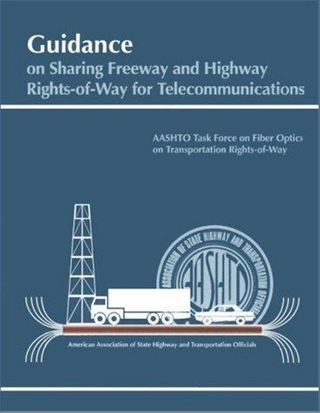 Guidance
on Sharing Freeway and Highway
Rights-of-Way for Telecommunications
AASHTO Task Force on Fiber Optics
on Transportation Rights-of-Way
ASSOCIATION OF STATE HIGHWAY AND TRANSPORTATION
AASHTO
American Association of State Highway and Transportation Officials